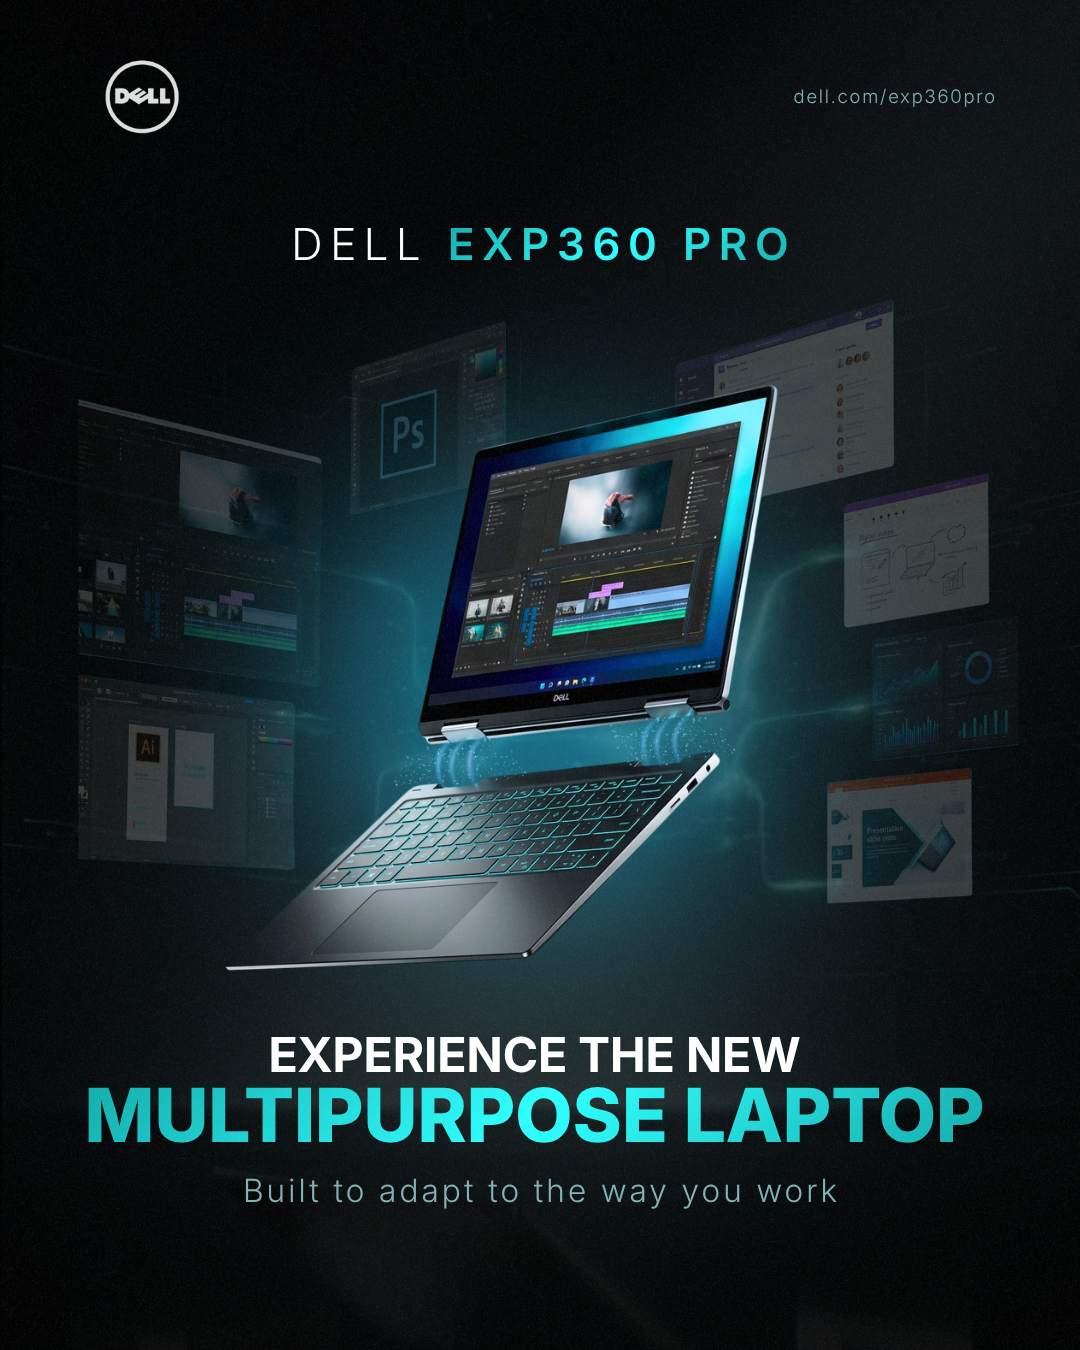 DELL
dell.com/exp360pro
DELL EXP360 PRO
Ps
DELL
Ai
Presentation
EXPERIENCE THE NEW
MULTIPURPOSE LAPTOP
Built to adapt to the way you work